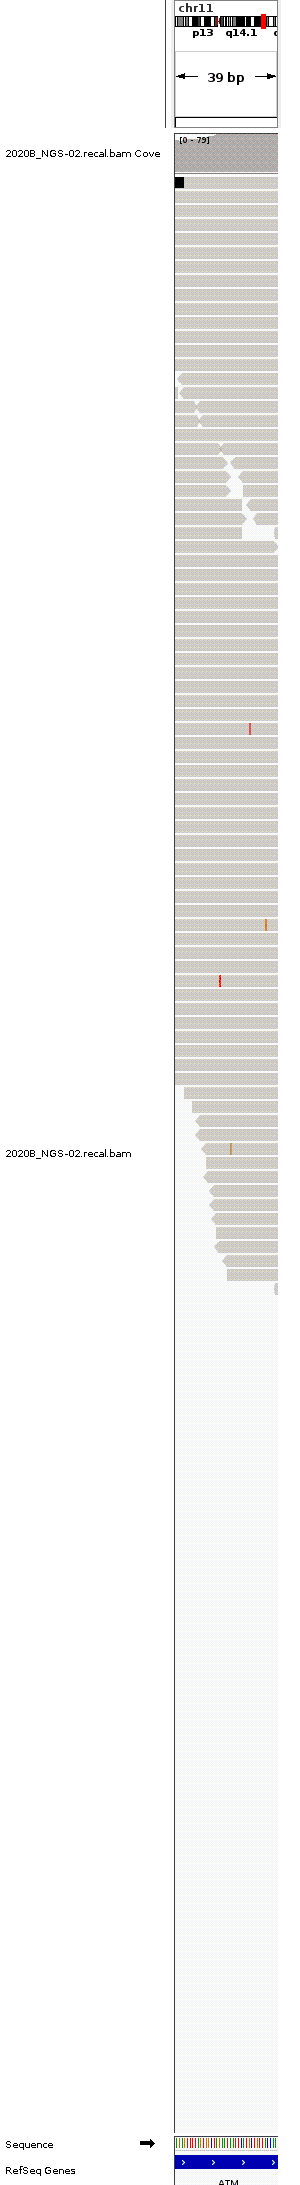 chr11
p13 q14.1
39 bp
[0 - 79]
2020B_NGS-02.recal.bam Cove
2020B_NGS-02.recal.bam
Sequence
RefSeq Genes
ATM